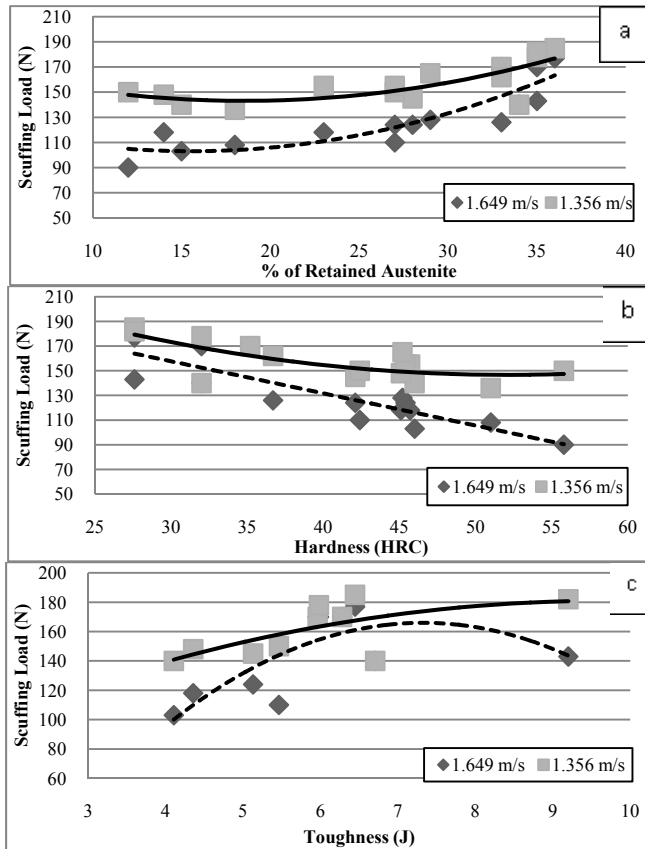 a
Scuffing Load (N)
210
190
170
150
130
110
90
70
50
1.649 m/s 1.356 m/s
10 15 20 25 30 35 40
% of Retained Austenite
b
Scuffing Load (N)
210
190
170
150
130
110
90
70
50
1.649 m/s 1.356 m/s
25 30 35 40 45 50 55 60
Hardness (HRC)
c
Scuffing Load (N)
200
180
160
140
120
100
80
60
1.649 m/s 1.356 m/s
3 4 5 6 7 8 9 10
Toughness (J)